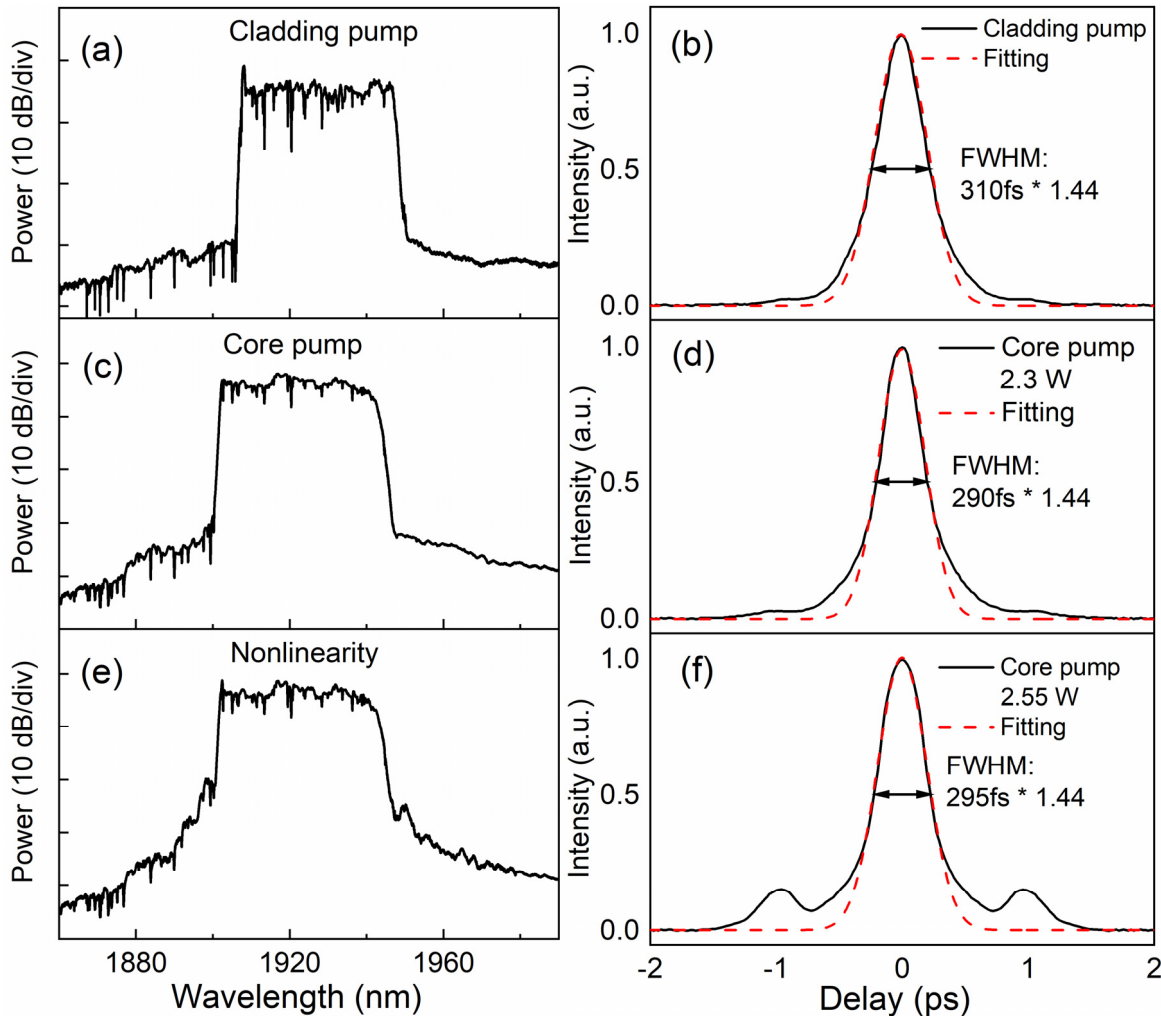 (a)
Cladding pump
Power (10 dB/div)
(b)
Cladding pump
Fitting
FWHM:
310fs * 1.44
Intensity (a.u.)
1.0
0.5
0.0
(c)
Core pump
Power (10 dB/div)
(d)
Core pump
2.3 W
Fitting
FWHM:
290fs * 1.44
Intensity (a.u.)
1.0
0.5
0.0
(e)
Nonlinearity
Power (10 dB/div)
1880
1920
1960
Wavelength (nm)
(f)
Core pump
2.55 W
Fitting
FWHM:
295fs * 1.44
Intensity (a.u.)
1.0
0.5
0.0
-2
-1
0
1
2
Delay (ps)